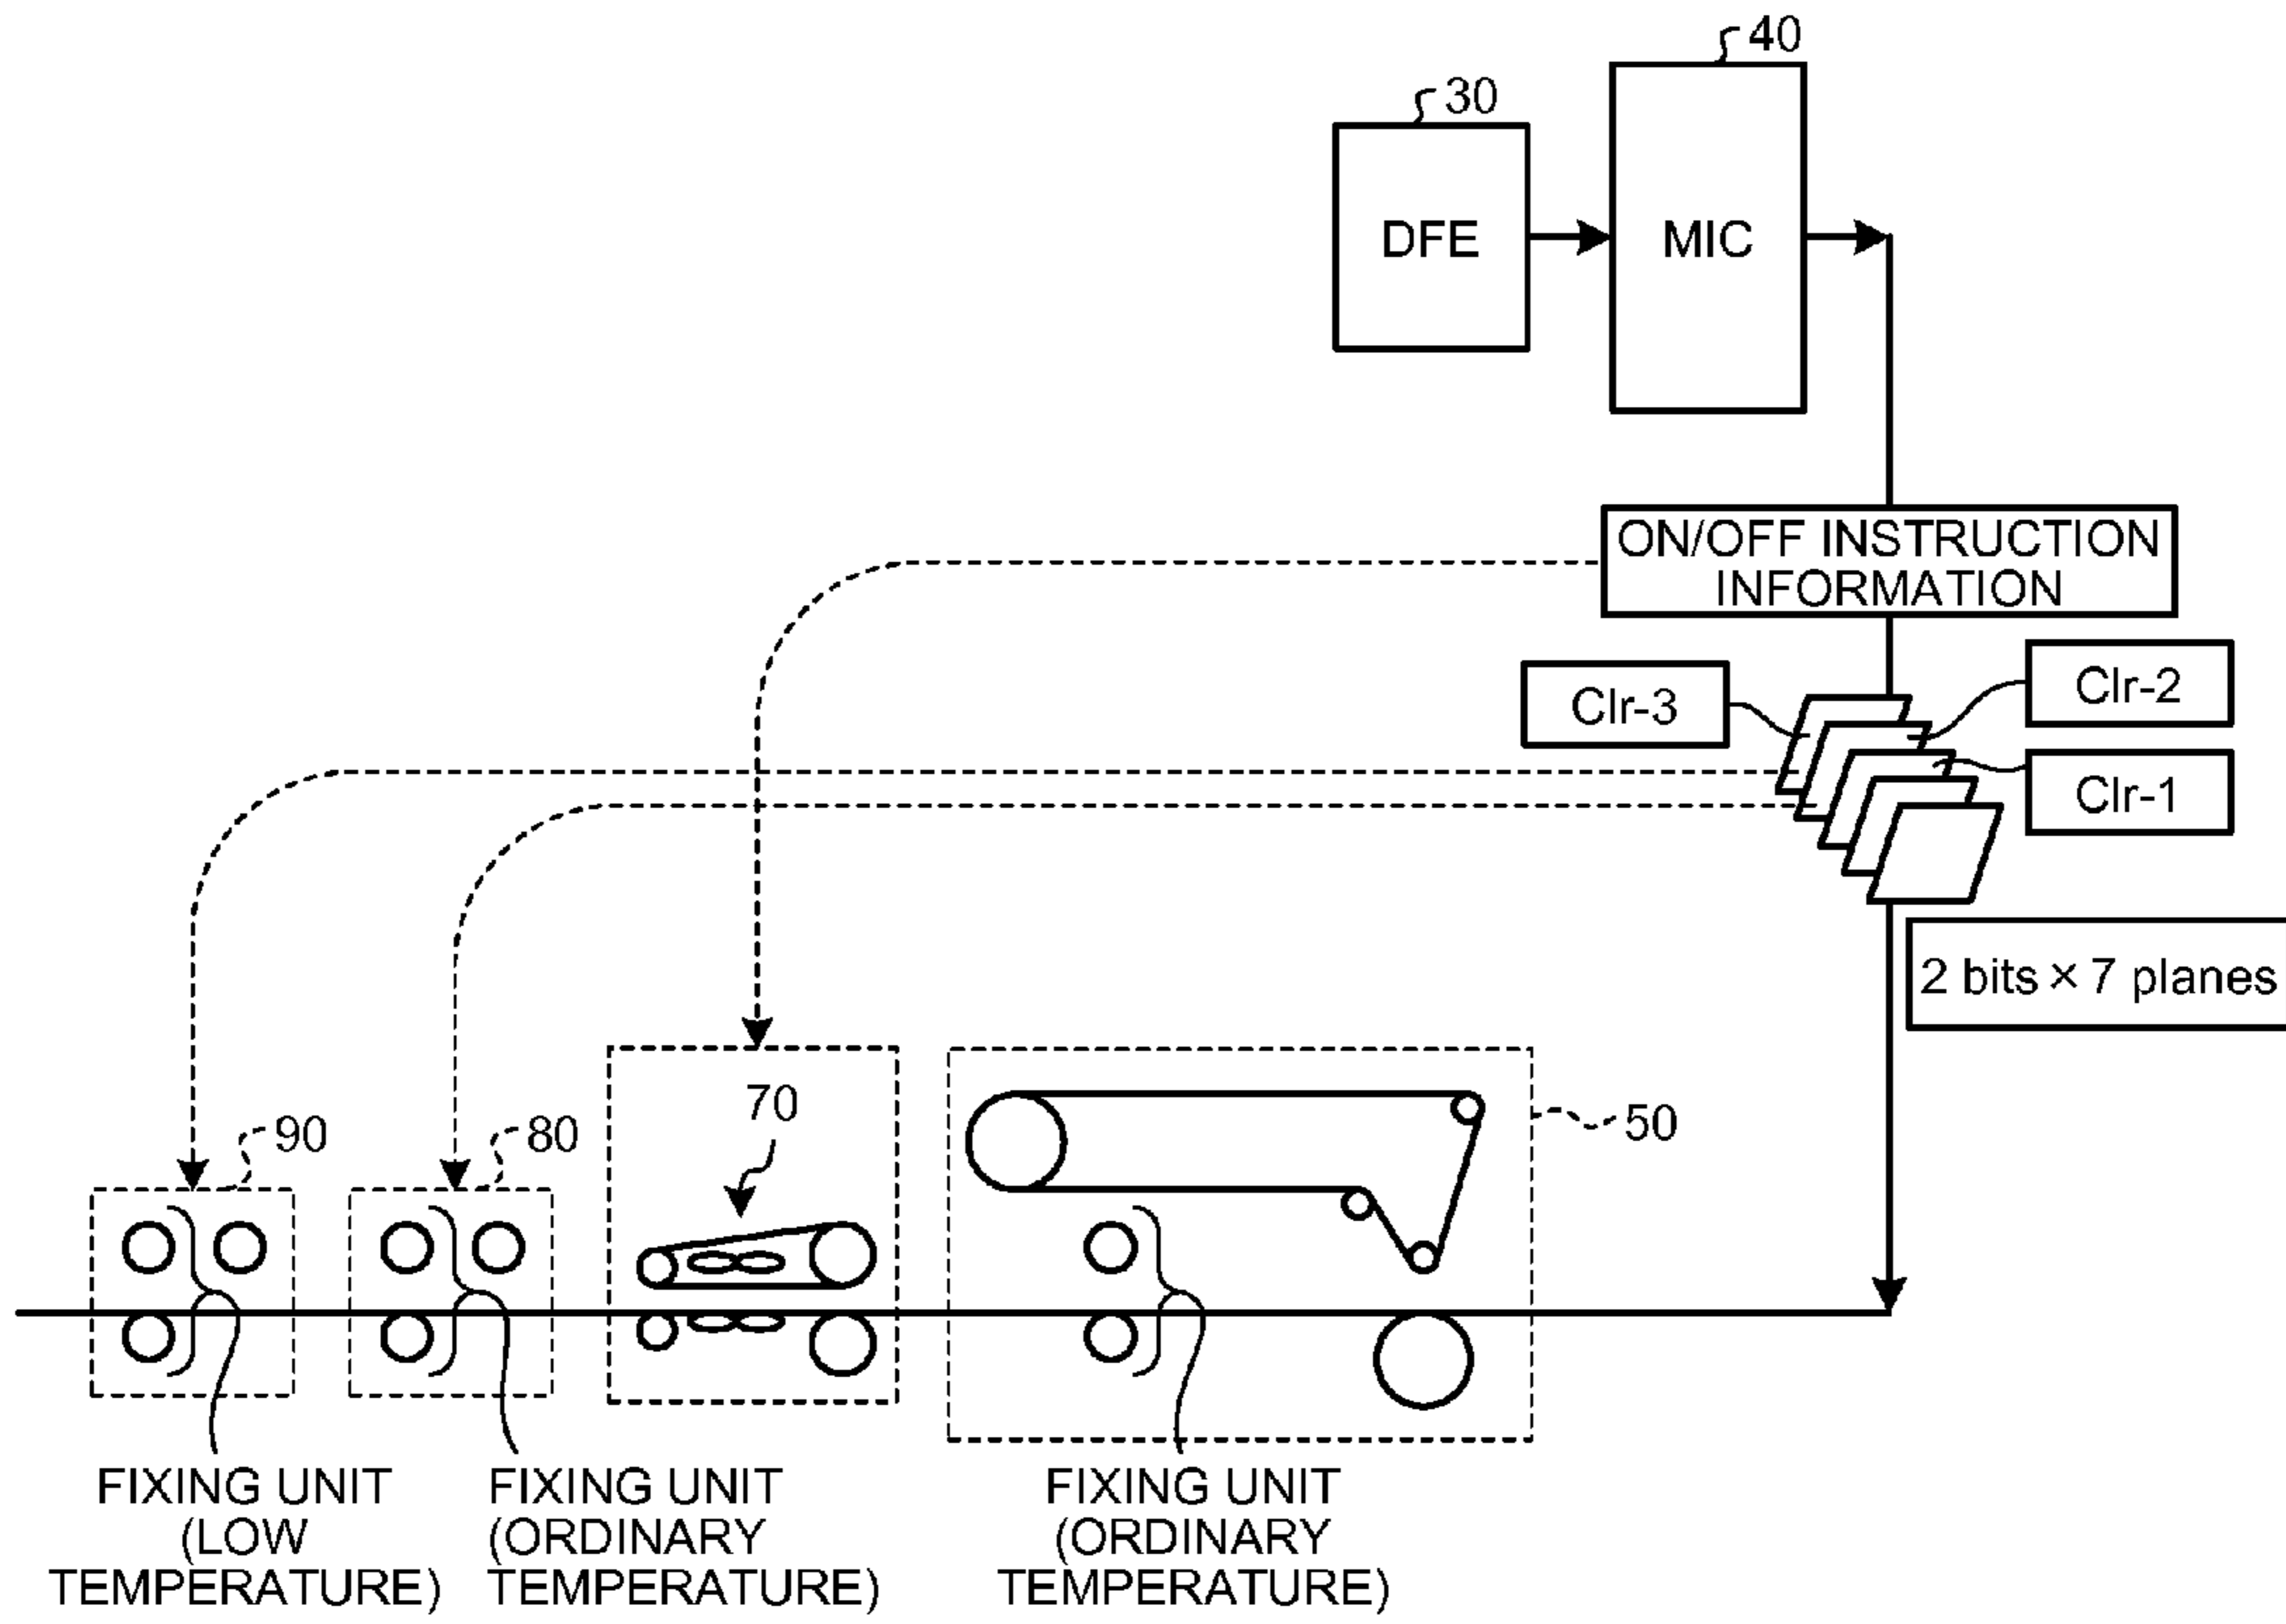 40
30
DFE
MIC
ON/OFF INSTRUCTION
INFORMATION
Clr-3
Clr-2
Clr-1
2 bits × 7 planes
70
50
90
80
FIXING UNIT
(LOW
TEMPERATURE)
FIXING UNIT
(ORDINARY
TEMPERATURE)
FIXING UNIT
(ORDINARY
TEMPERATURE)